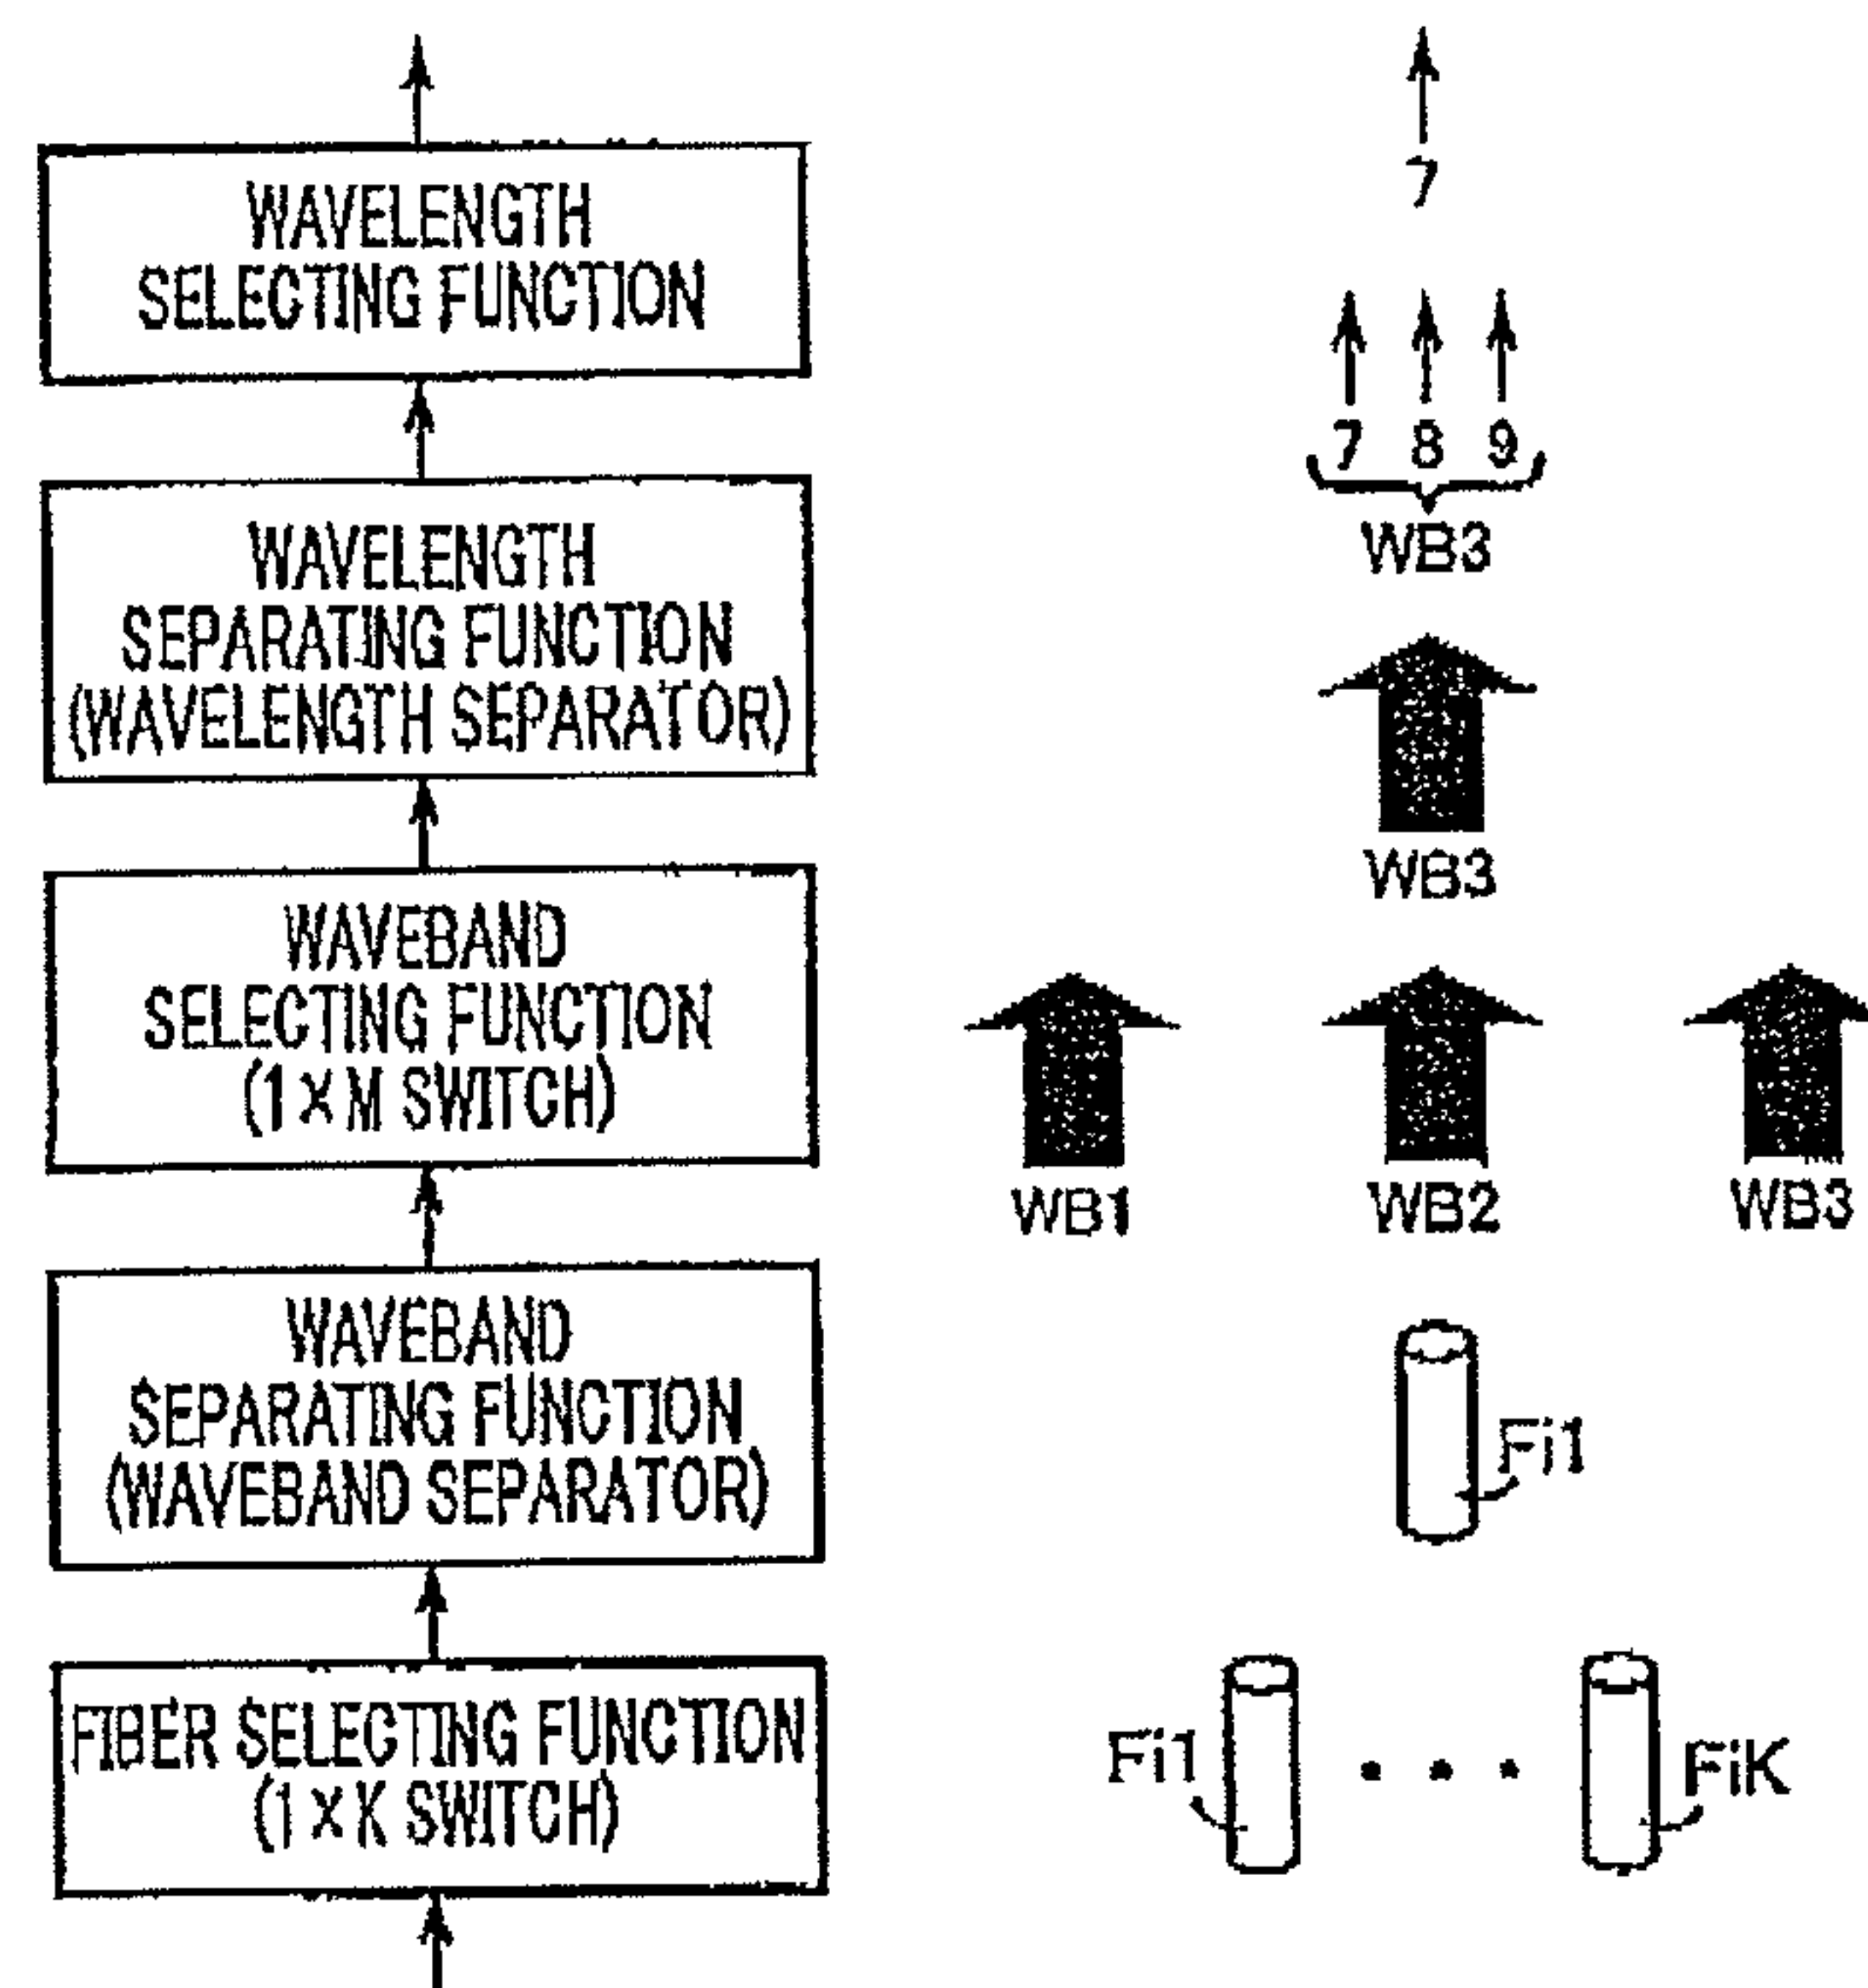 WAVELENGTH
SELECTING FUNCTION
WAVELENGTH
SEPARATING FUNCTION
(WAVELENGTH SEPARATOR)
WAVEBAND
SELECTING FUNCTION
(1×M SWITCH)
WAVEBAND
SEPARATING FUNCTION
(WAVEBAND SEPARATOR)
FIBER SELECTING FUNCTION
(1×K SWITCH)
7
7 8 9
WB3
WB3
WB1 WB2 WB3
Fi1
Fi1 • • • FiK